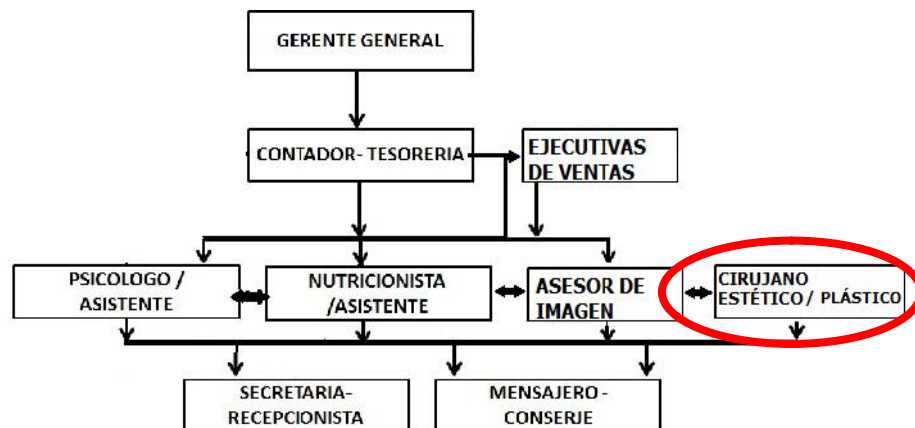 GERENTE GENERAL
CONTADOR- TESORERIA
EJECUTIVAS
DE VENTAS
PSICOLOGO /
ASISTENTE
NUTRICIONISTA
/ASISTENTE
ASESOR DE
IMAGEN
CIRUJANO
ESTÉTICO / PLÁSTICO
SECRETARIA-
RECEPCIONISTA
MENSAJERO -
CONSERJE